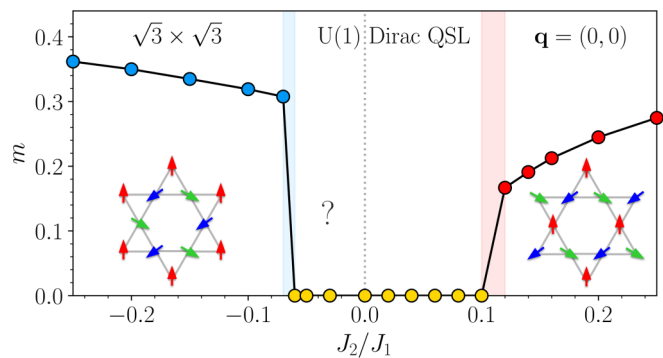 √3 × √3
U(1) Dirac QSL
q = (0, 0)
0.4
0.3
0.2
0.1
0.0
m
?
−0.2
−0.1
0.0
0.1
0.2
J₂/J₁